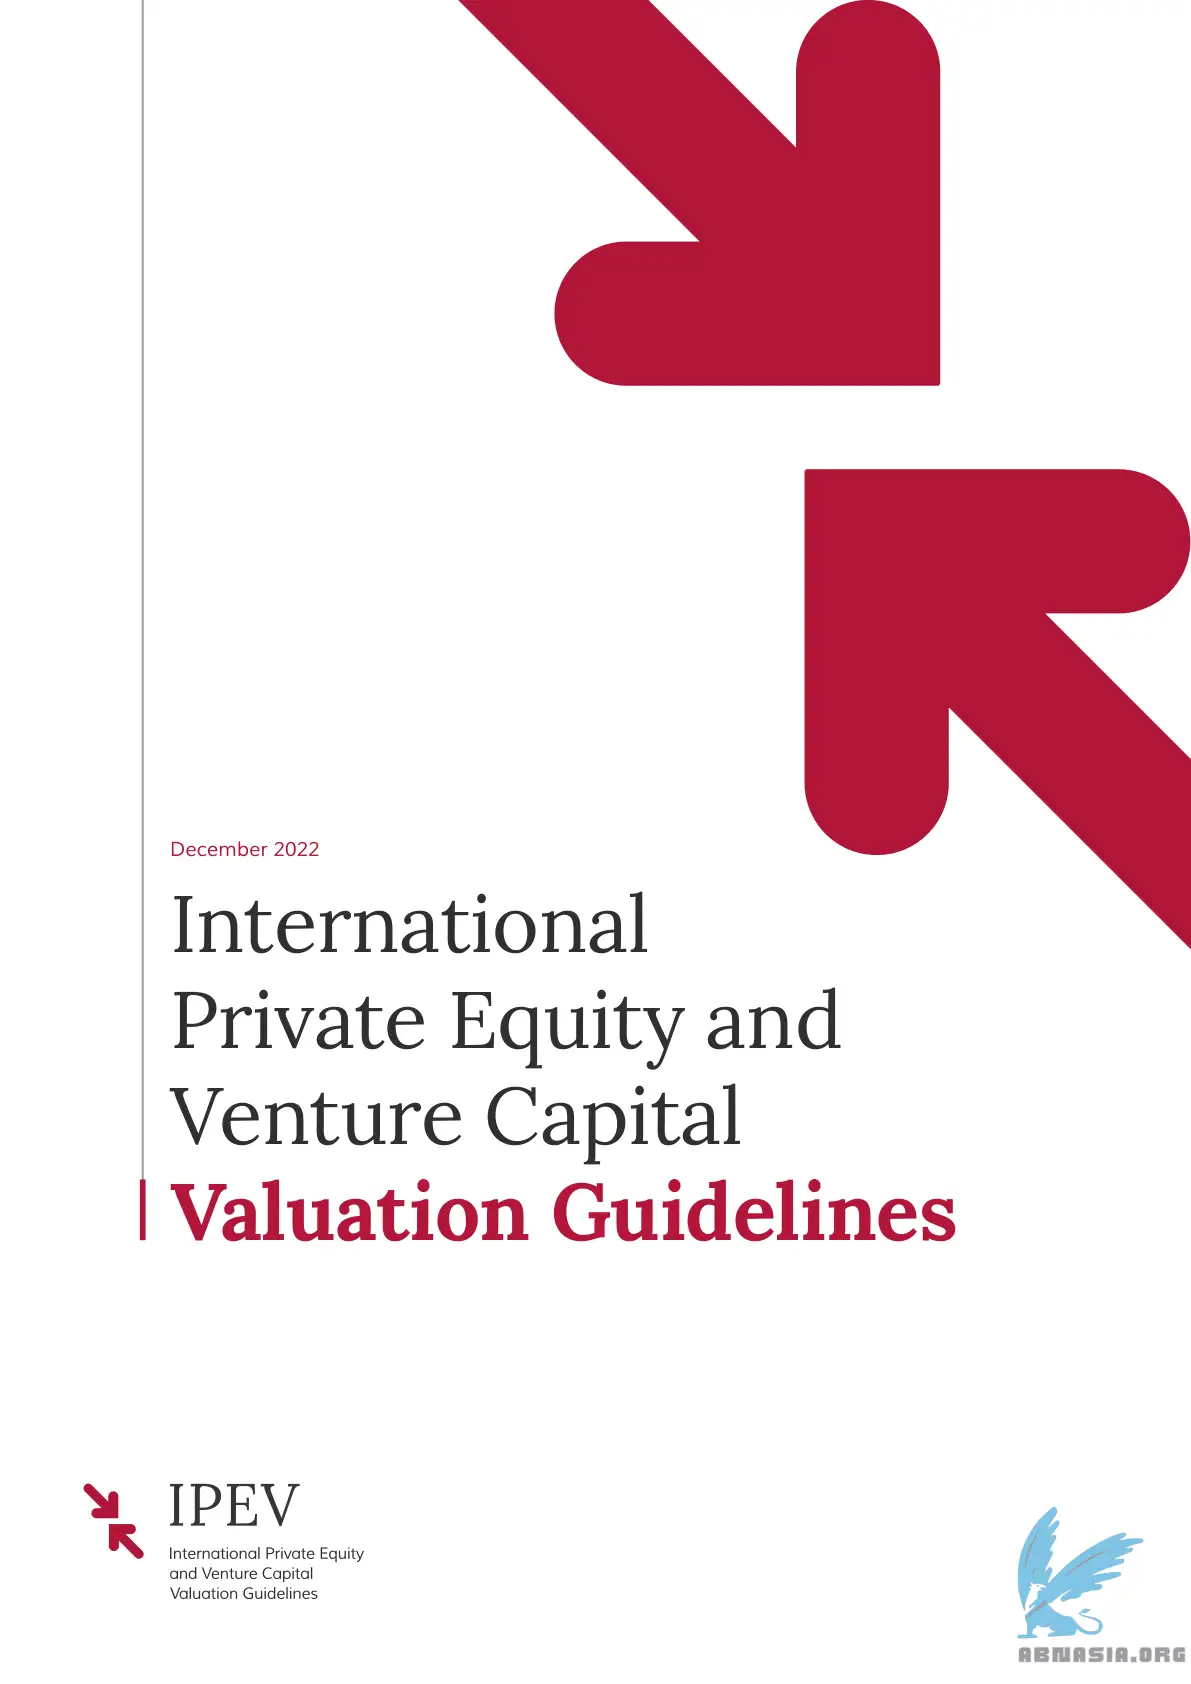 December 2022
International
Private Equity and
Venture Capital
Valuation Guidelines
IPEV
International Private Equity
and Venture Capital
Valuation Guidelines
ABNASIA.ORG